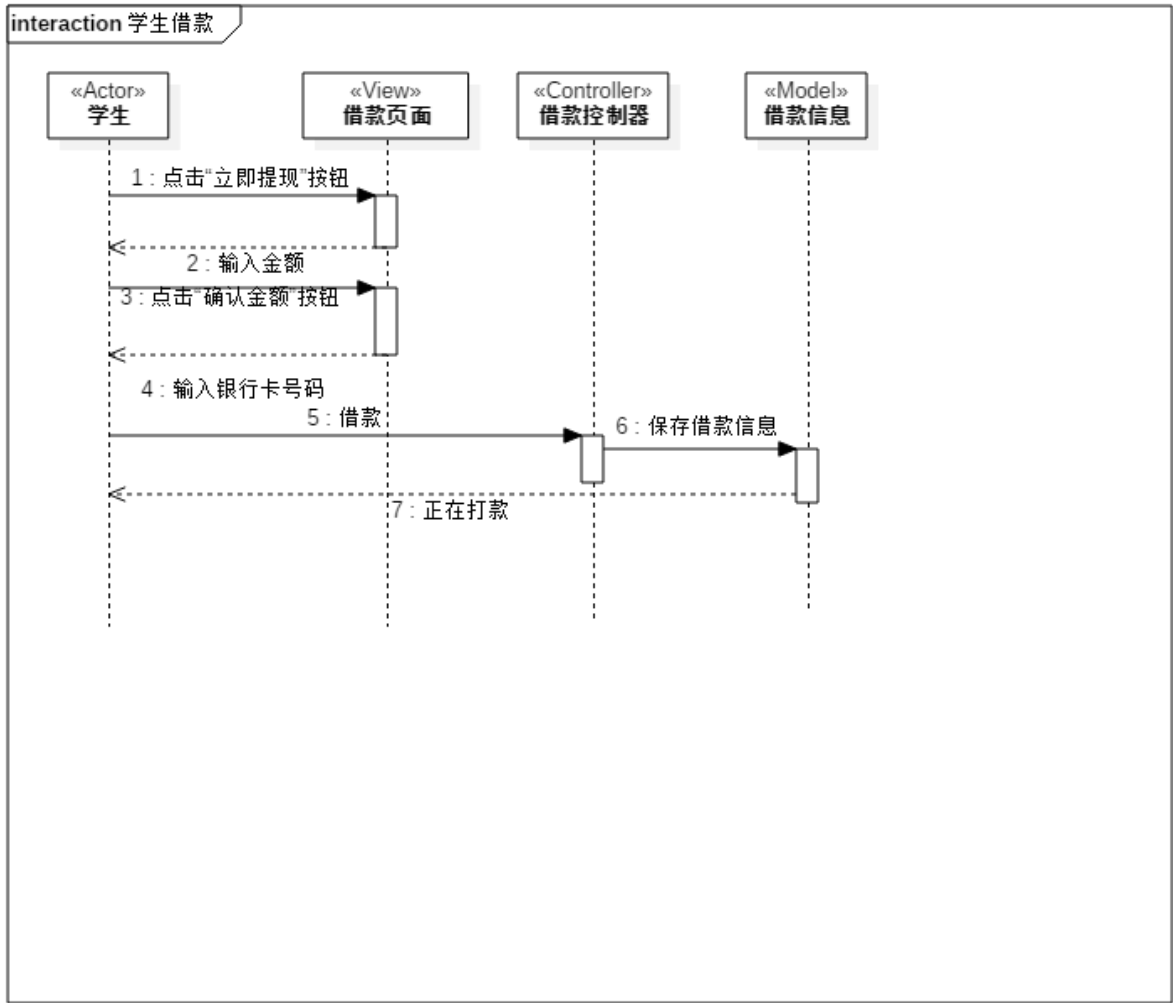 interaction 学生借款
«Actor»
学生
«View»
借款页面
«Controller»
借款控制器
«Model»
借款信息
1 : 点击“立即提现”按钮
2 : 输入金额
3 : 点击“确认金额”按钮
4 : 输入银行卡号码
5 : 借款
6 : 保存借款信息
7 : 正在打款